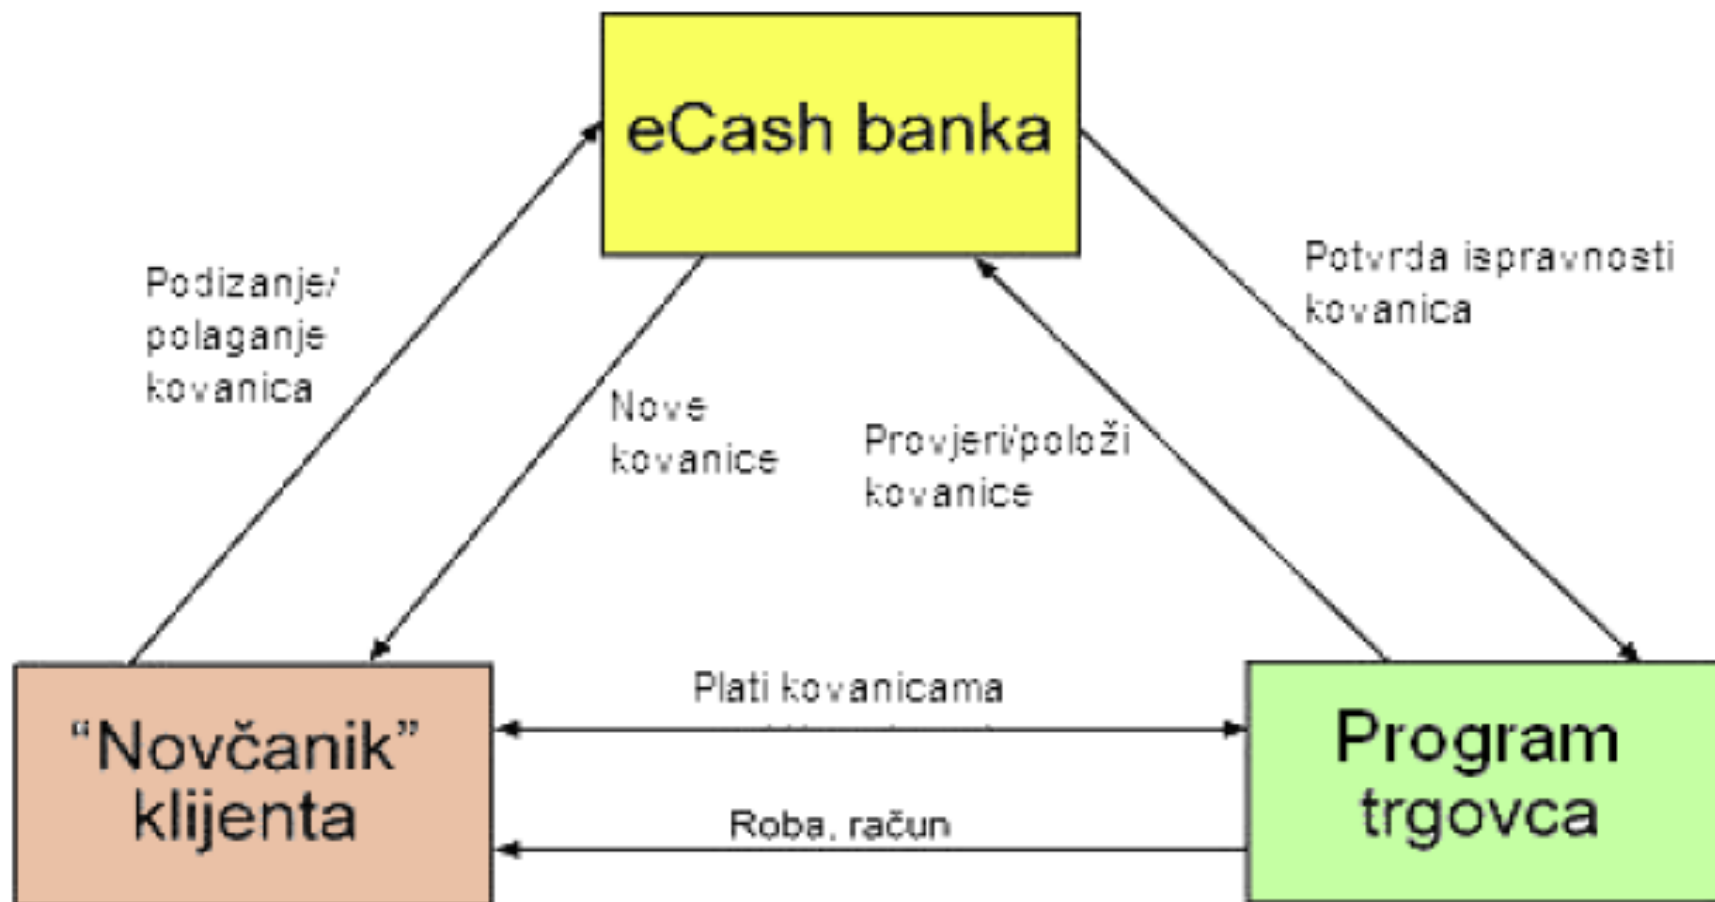 eCash banka
Podizanje/
polaganje
kovanica
Nove
kovanice
Provjeri/položi
kovanice
Potvrda ispravnosti
kovanica
Plati kovanicama
Roba, račun
“Novčanik”
klijenta
Program
trgovca